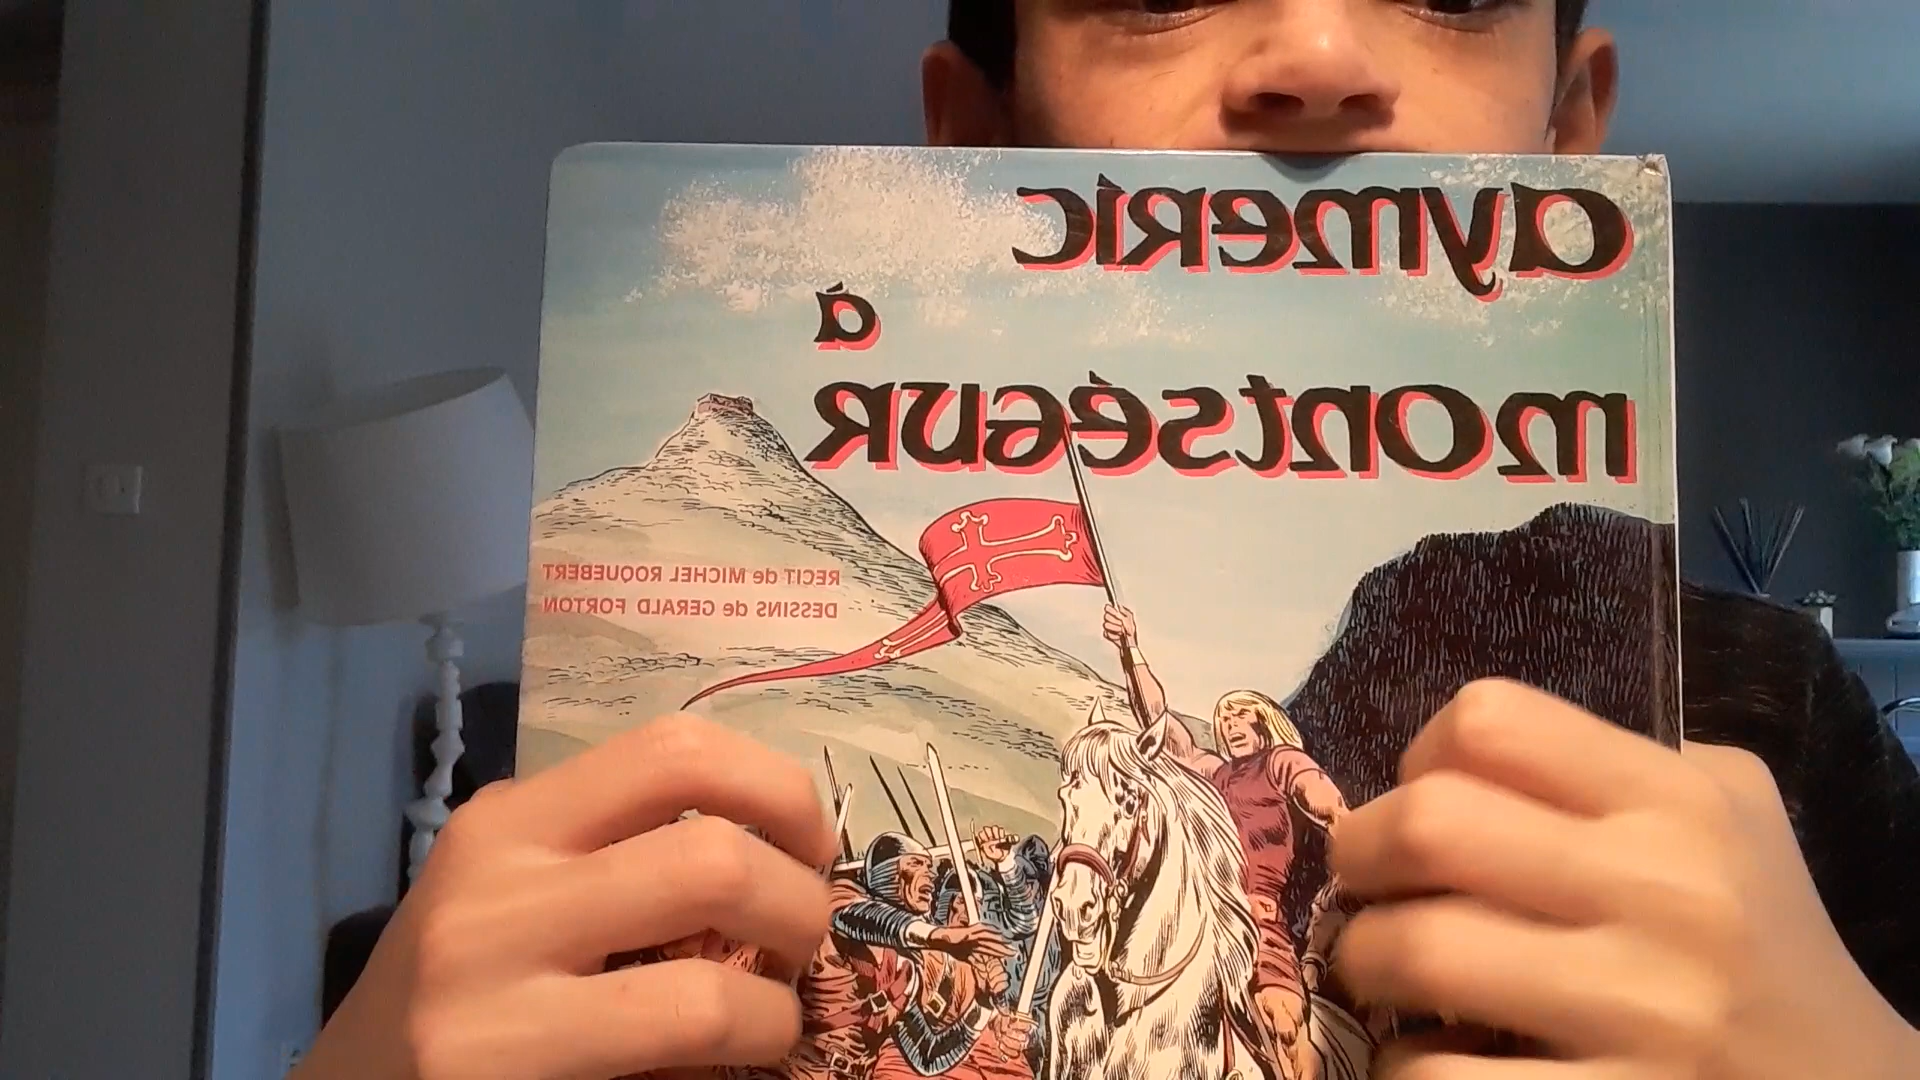 aymeric
à
montségur
RECIT de MICHEL ROQUEBERT
DESSINS de GERALD FORTON